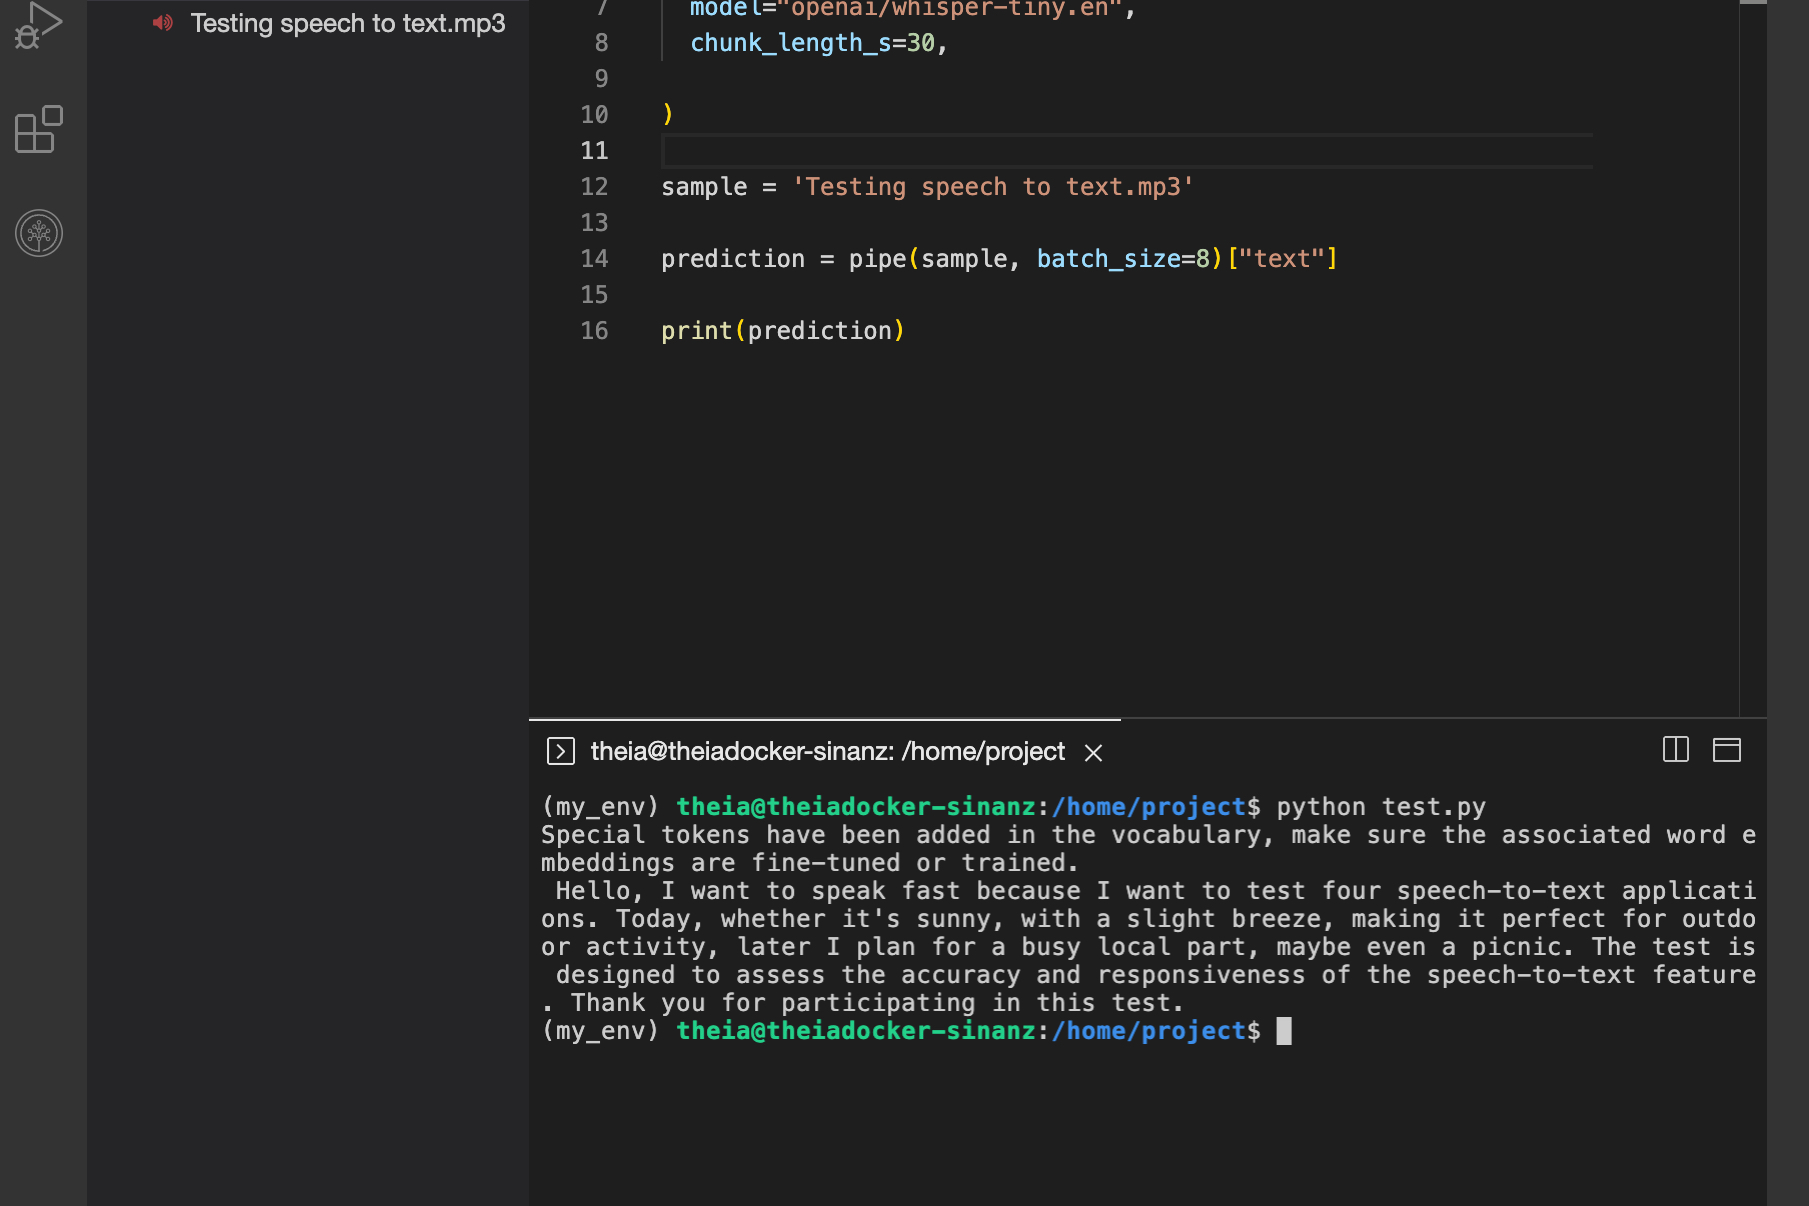 Testing speech to text.mp3
7 model="openai/whisper-tiny.en",
8 chunk_length_s=30,
9
10 )
11
12 sample = 'Testing speech to text.mp3'
13
14 prediction = pipe(sample, batch_size=8)["text"]
15
16 print(prediction)
theia@theiadocker-sinanz: /home/project
(my_env) theia@theiadocker-sinanz:/home/project$ python test.py
Special tokens have been added in the vocabulary, make sure the associated word e
mbeddings are fine-tuned or trained.
 Hello, I want to speak fast because I want to test four speech-to-text applicati
ons. Today, whether it's sunny, with a slight breeze, making it perfect for outdo
or activity, later I plan for a busy local part, maybe even a picnic. The test is
 designed to assess the accuracy and responsiveness of the speech-to-text feature
. Thank you for participating in this test.
(my_env) theia@theiadocker-sinanz:/home/project$